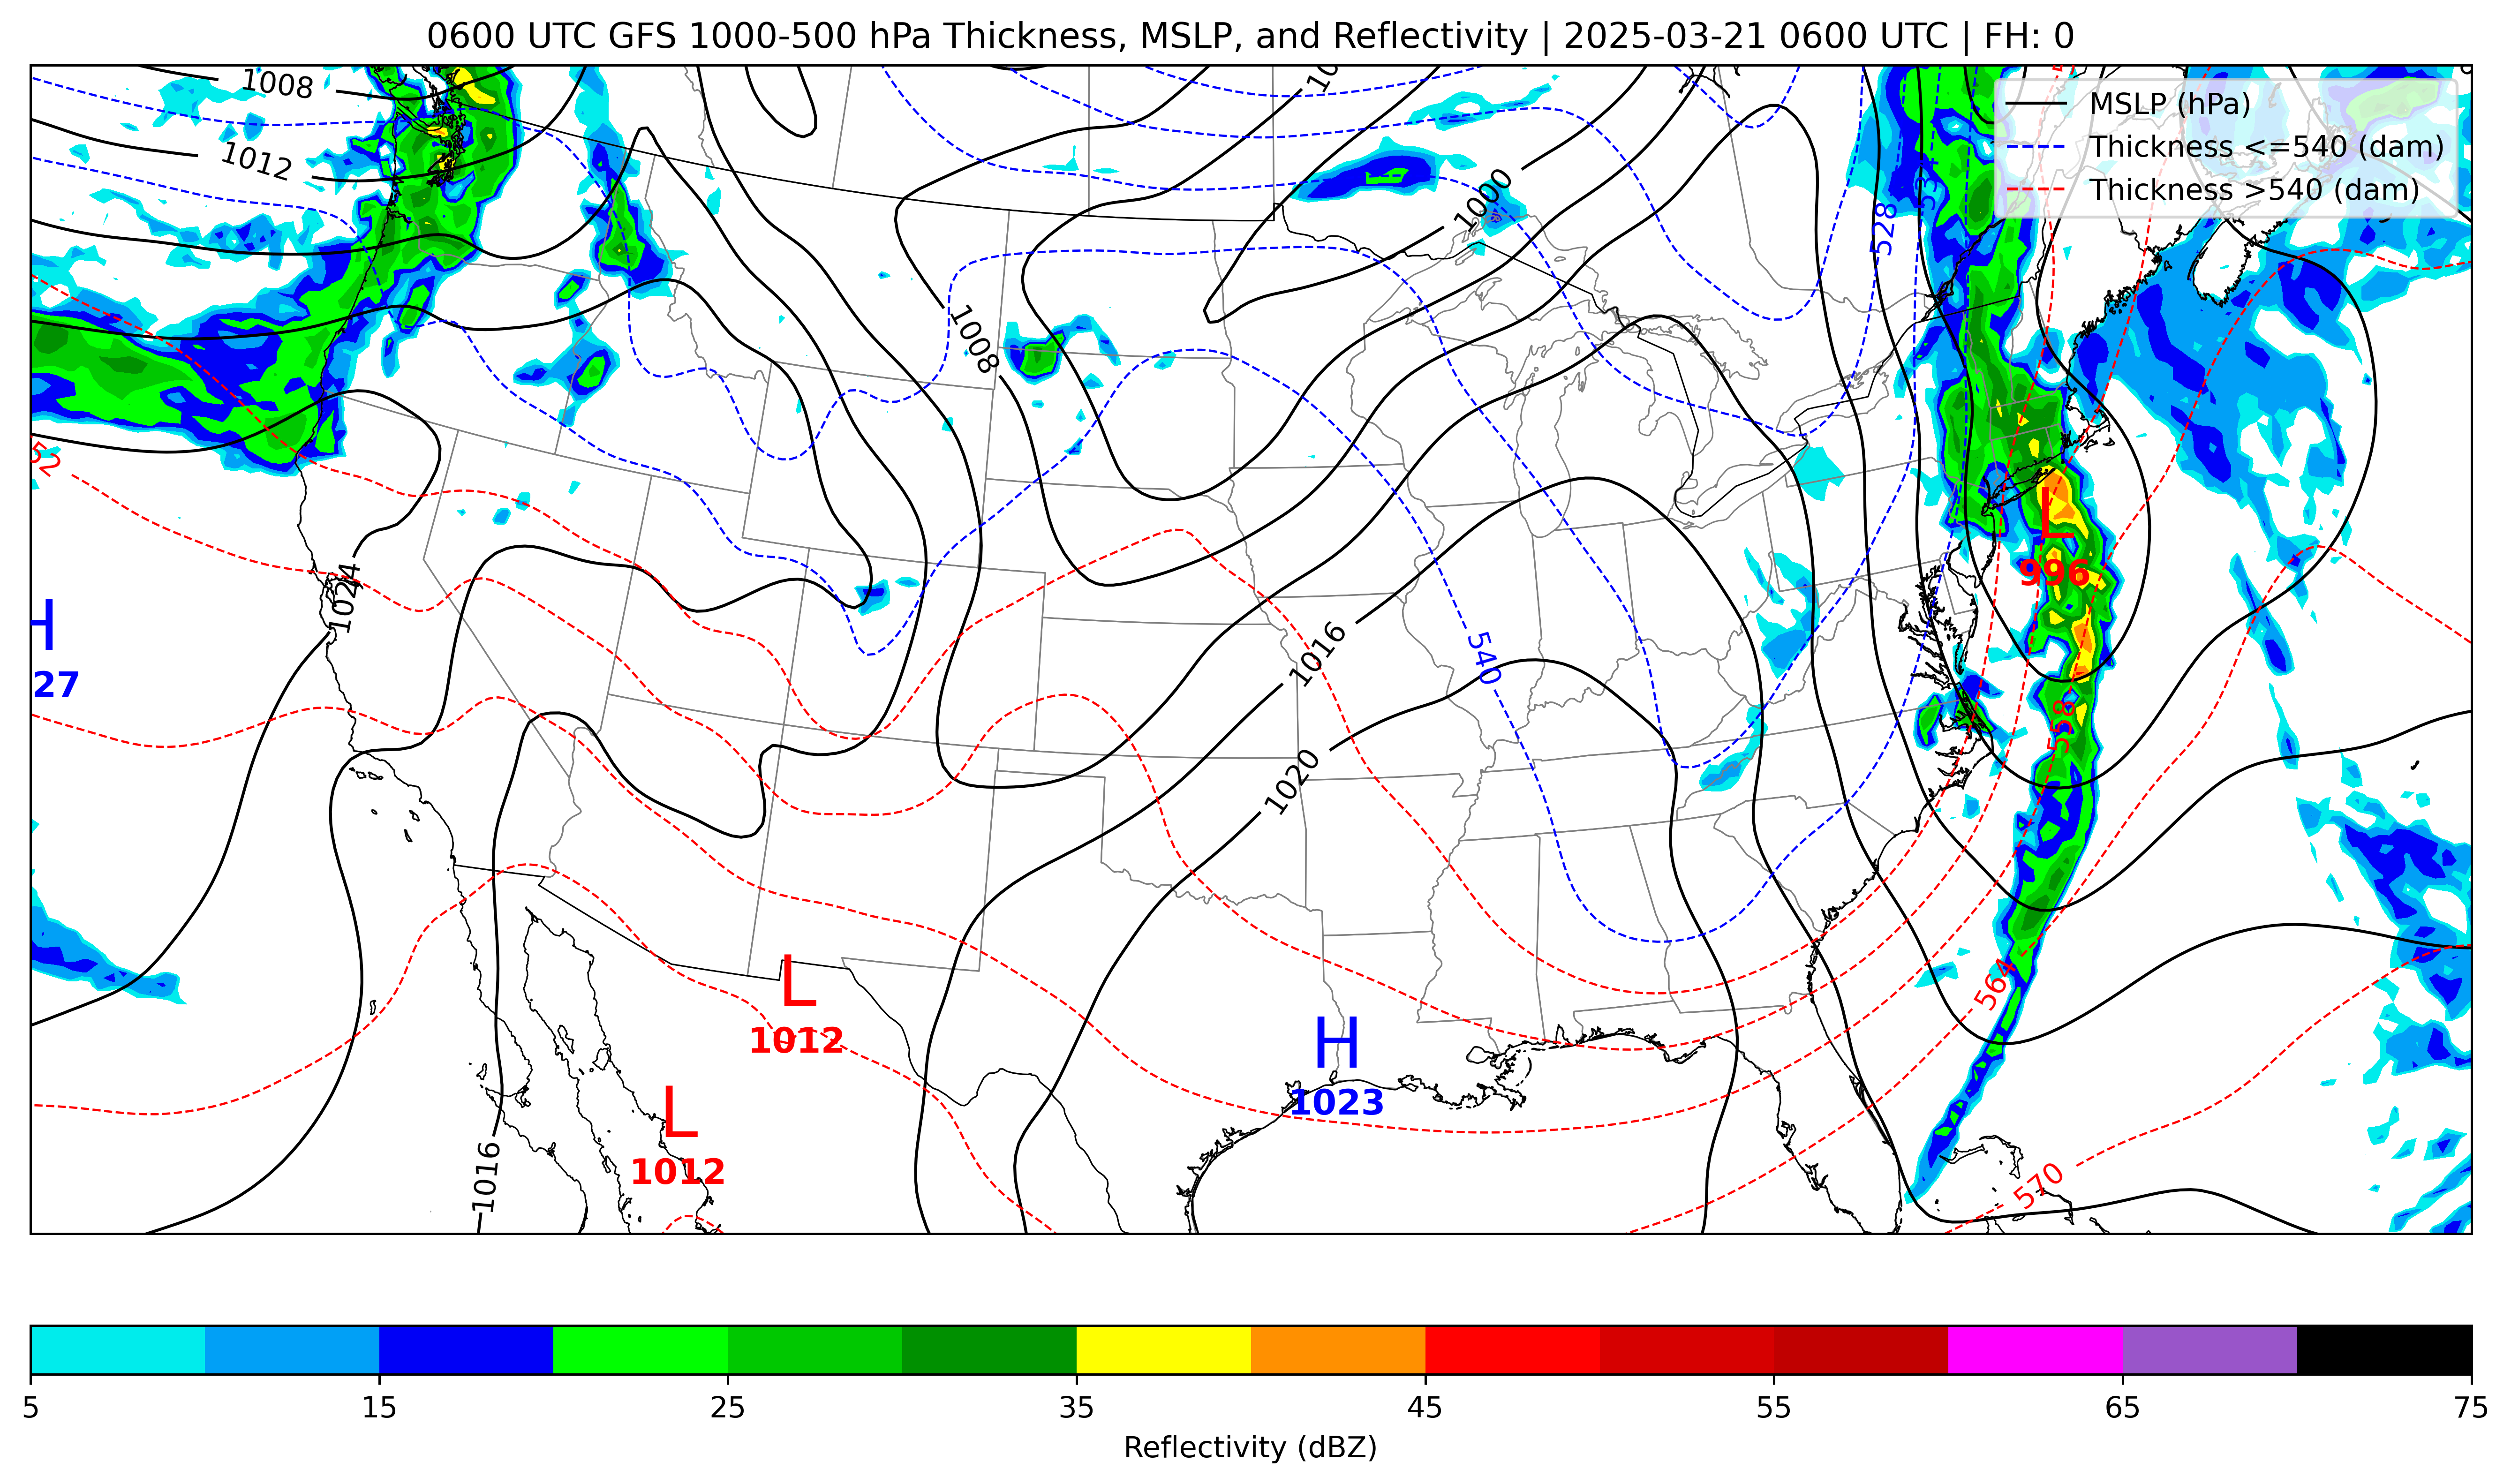 0600 UTC GFS 1000-500 hPa Thickness, MSLP, and Reflectivity | 2025-03-21 0600 UTC | FH: 0
MSLP (hPa)
Thickness <=540 (dam)
Thickness >540 (dam)
1008
1012
1000
528
534
1008
52
L
996
1024
H
27
540
1016
558
1020
564
L
1012
H
1023
L
1012
1016
570
5
15
25
35
45
55
65
75
Reflectivity (dBZ)